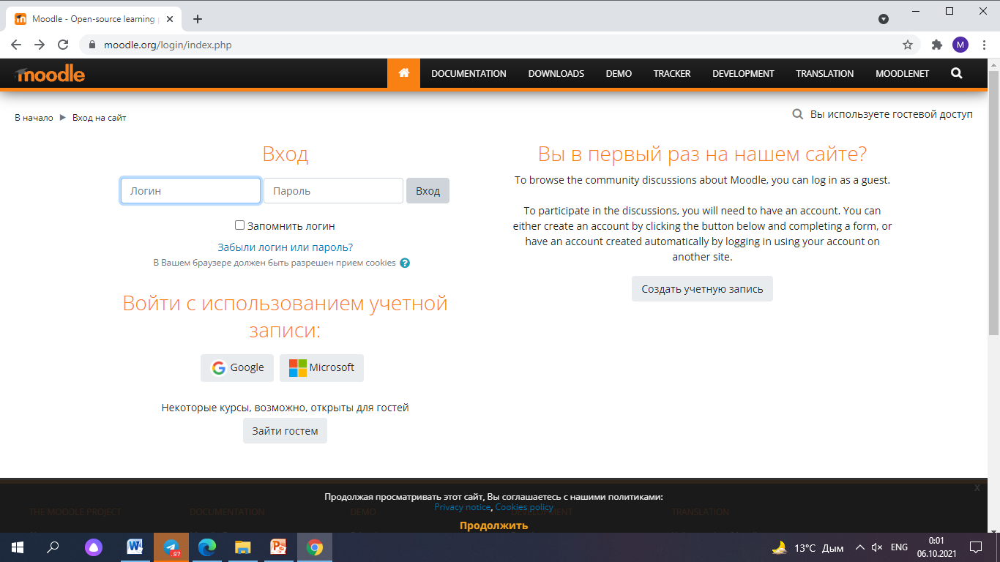 Moodle - Open-source learning
moodle.org/login/index.php
M
moodle
DOCUMENTATION
DOWNLOADS
DEMO
TRACKER
DEVELOPMENT
TRANSLATION
MOODLENET
В начало ► Вход на сайт
Вы используете гостевой доступ
Вход
Логин
Пароль
Вход
Запомнить логин
Забыли логин или пароль?
В Вашем браузере должен быть разрешен прием cookies ?
Войти с использованием учетной
записи:
Google
Microsoft
Некоторые курсы, возможно, открыты для гостей
Зайти гостем
Вы в первый раз на нашем сайте?
To browse the community discussions about Moodle, you can log in as a guest.
To participate in the discussions, you will need to have an account. You can
either create an account by clicking the button below and completing a form, or
have an account created automatically by logging in using your account on
another site.
Создать учетную запись
x
Продолжая просматривать этот сайт, Вы соглашаетесь с нашими политиками:
Privacy notice, Cookies policy
THE MOODLE PROJECT
DOCUMENTATION
DEMO
DEVELOPMENT
TRANSLATION
Продолжить
97
13°C Дым
ENG
0:01
06.10.2021